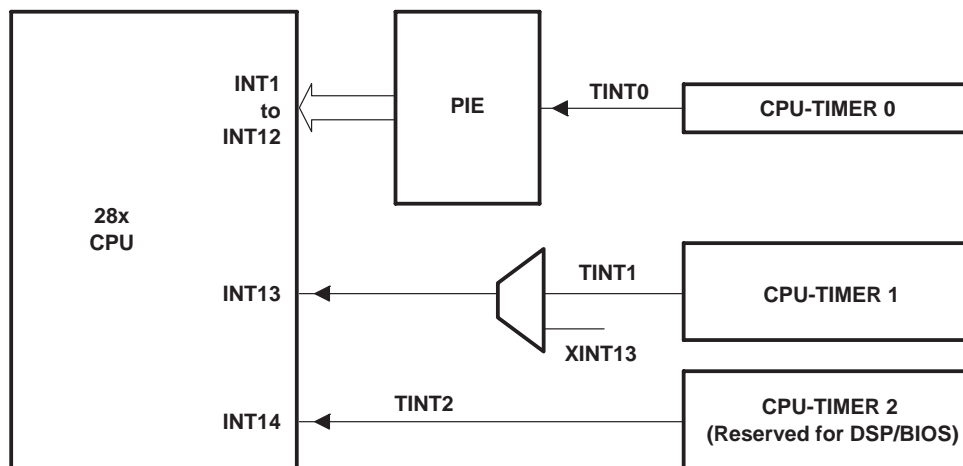 INT1
to
INT12
PIE
TINT0
CPU-TIMER 0
28x
CPU
INT13
TINT1
CPU-TIMER 1
XINT13
INT14
TINT2
CPU-TIMER 2
(Reserved for DSP/BIOS)